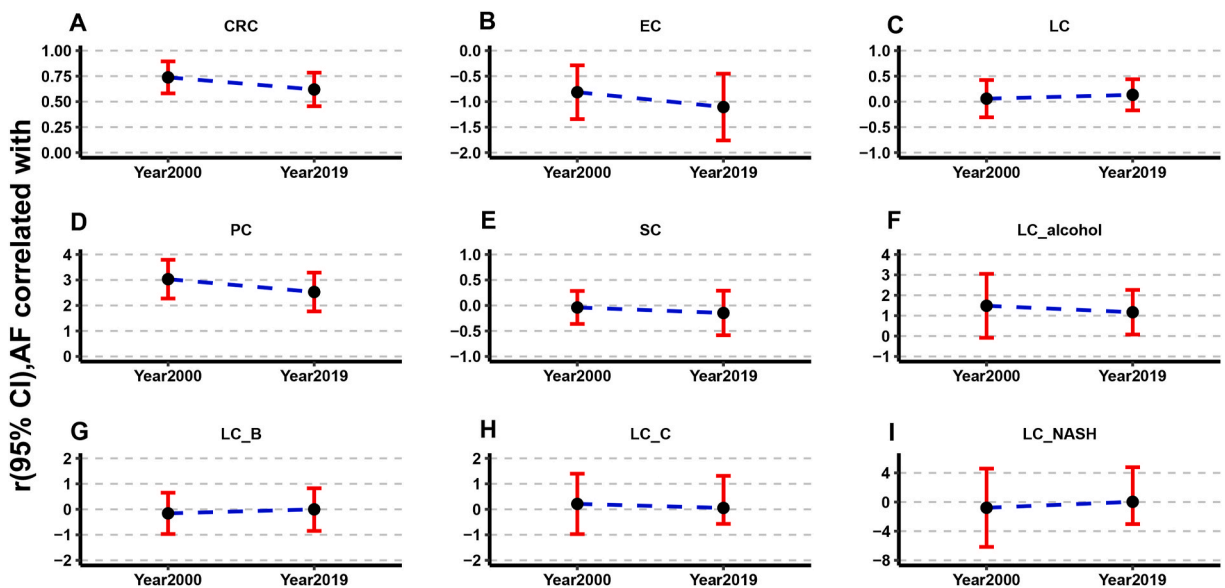 r(95% CI),AF correlated with
A
CRC
1.00
0.75
0.50
0.25
0.00
Year2000
Year2019
B
EC
0.0
−0.5
−1.0
−1.5
−2.0
Year2000
Year2019
C
LC
1.0
0.5
0.0
−0.5
−1.0
Year2000
Year2019
D
PC
4
3
2
1
0
Year2000
Year2019
E
SC
1.0
0.5
0.0
−0.5
−1.0
Year2000
Year2019
F
LC_alcohol
4
3
2
1
0
−1
Year2000
Year2019
G
LC_B
2
1
0
−1
−2
Year2000
Year2019
H
LC_C
2
1
0
−1
−2
Year2000
Year2019
I
LC_NASH
4
0
−4
−8
Year2000
Year2019